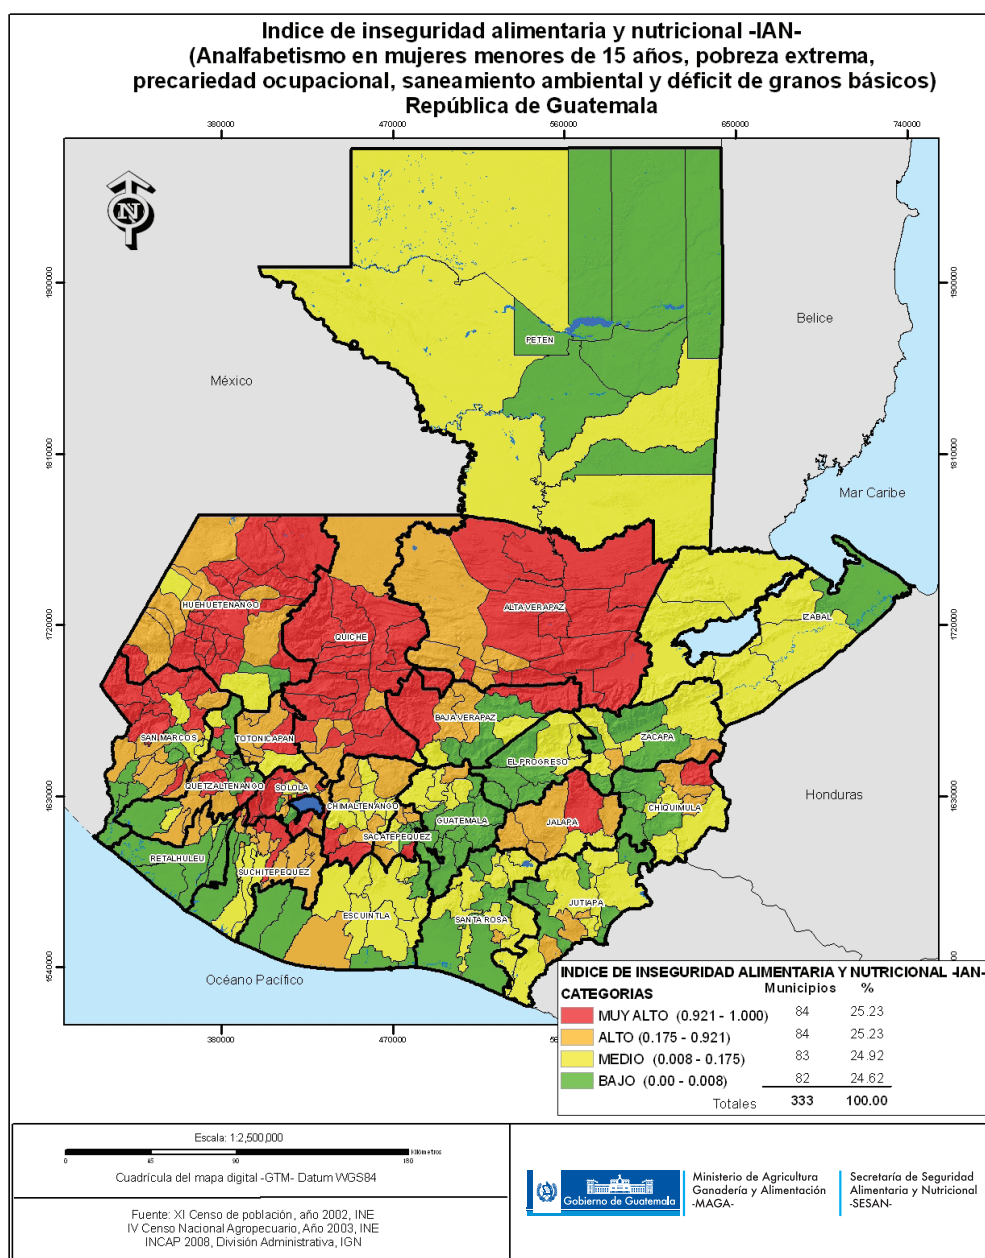 Indice de inseguridad alimentaria y nutricional -IAN-
(Analfabetismo en mujeres menores de 15 años, pobreza extrema,
precariedad ocupacional, saneamiento ambiental y déficit de granos básicos)
República de Guatemala
380000 470000 560000 650000 740000
N
1900000 1900000
Belice
PETEN
México
1810000 1810000
Mar Caribe
HUEHUETENANGO
ALTA VERAPAZ
IZABAL
1720000 1720000
QUICHE
BAJA VERAPAZ
SAN MARCOS
TOTONICAPAN
ZACAPA
EL PROGRESO
QUETZALTENANGO
SOLOLA
1630000 1630000
Honduras
CHIMALTENANGO
CHIQUIMULA
GUATEMALA
JALAPA
SACATEPEQUEZ
RETALHULEU
SUCHITEPEQUEZ
JUTIAPA
ESCUINTLA
SANTA ROSA
1540000
Océano Pacífico
INDICE DE INSEGURIDAD ALIMENTARIA Y NUTRICIONAL -IAN-
CATEGORIAS Municipios %
MUY ALTO (0.921 - 1.000) 84 25.23
ALTO (0.175 - 0.921) 84 25.23
MEDIO (0.008 - 0.175) 83 24.92
BAJO (0.00 - 0.008) 82 24.62
Totales 333 100.00
380000 470000
Escala: 1:2,500,000
Kilómetros
0 45 90 180
Cuadrícula del mapa digital -GTM- Datum WGS84
Fuente: XI Censo de población, año 2002, INE
IV Censo Nacional Agropecuario, Año 2003, INE
INCAP 2008, División Administrativa, IGN
Gobierno de Guatemala
Ministerio de Agricultura
Ganadería y Alimentación
-MAGA-
Secretaría de Seguridad
Alimentaria y Nutricional
-SESAN-